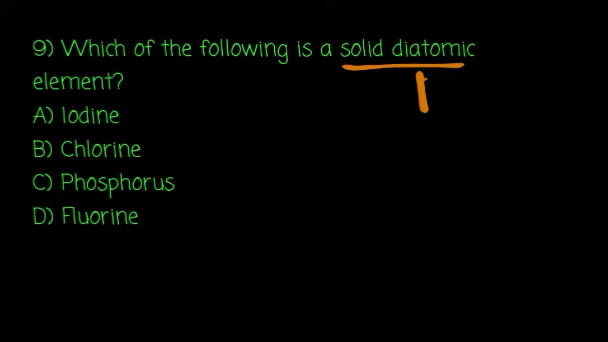 9) Which of the following is a solid diatomic
element?
A) Iodine
B) Chlorine
C) Phosphorus
D) Fluorine